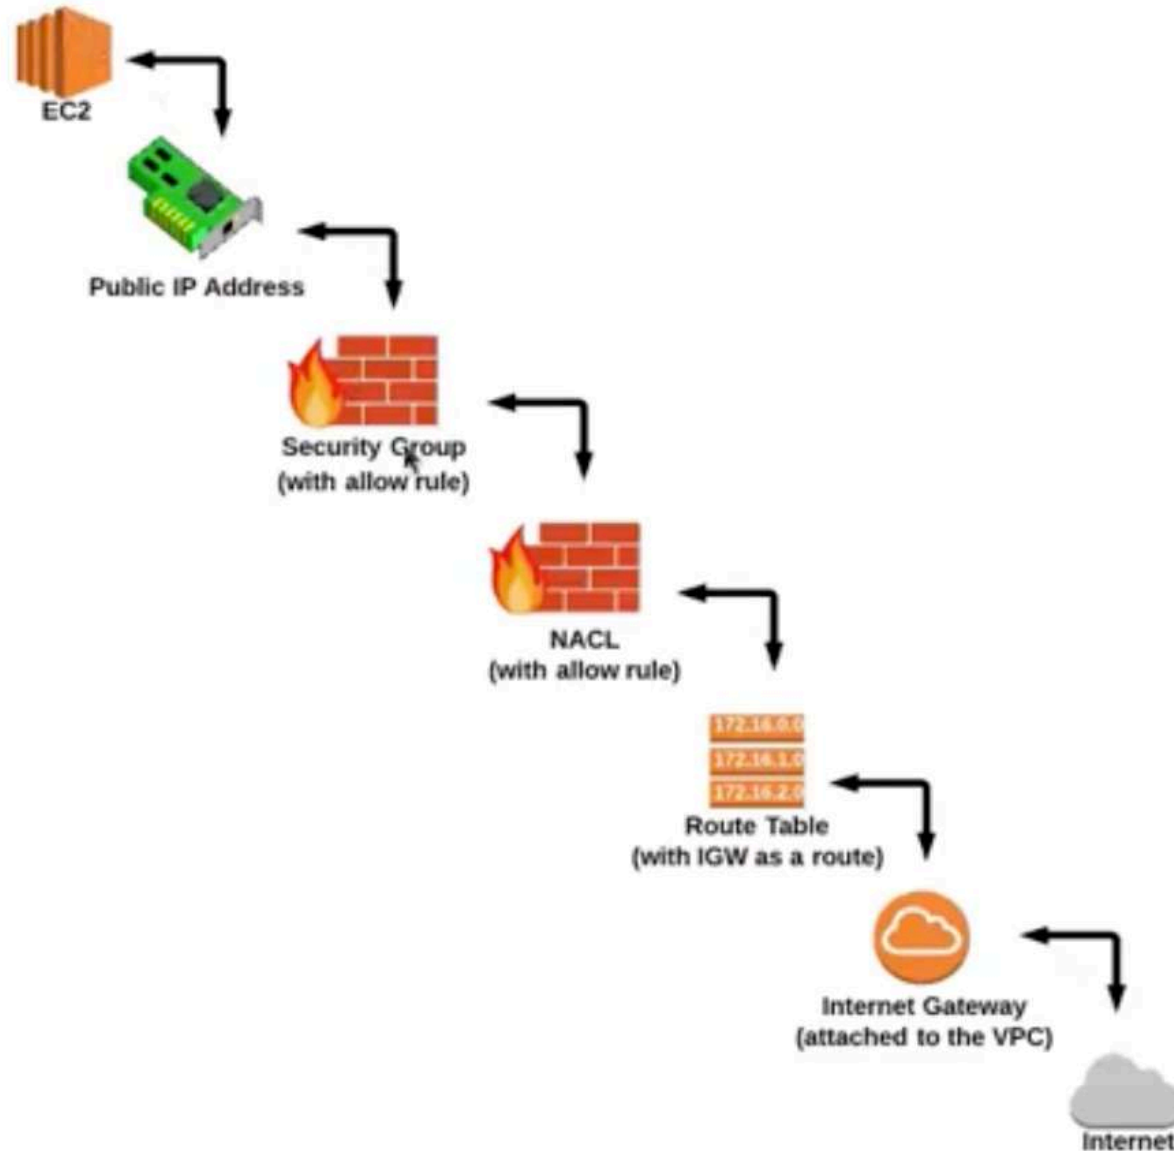 EC2
Public IP Address
Security Group
(with allow rule)
NACL
(with allow rule)
172.16.0.0
172.16.1.0
172.16.2.0
Route Table
(with IGW as a route)
Internet Gateway
(attached to the VPC)
Internet